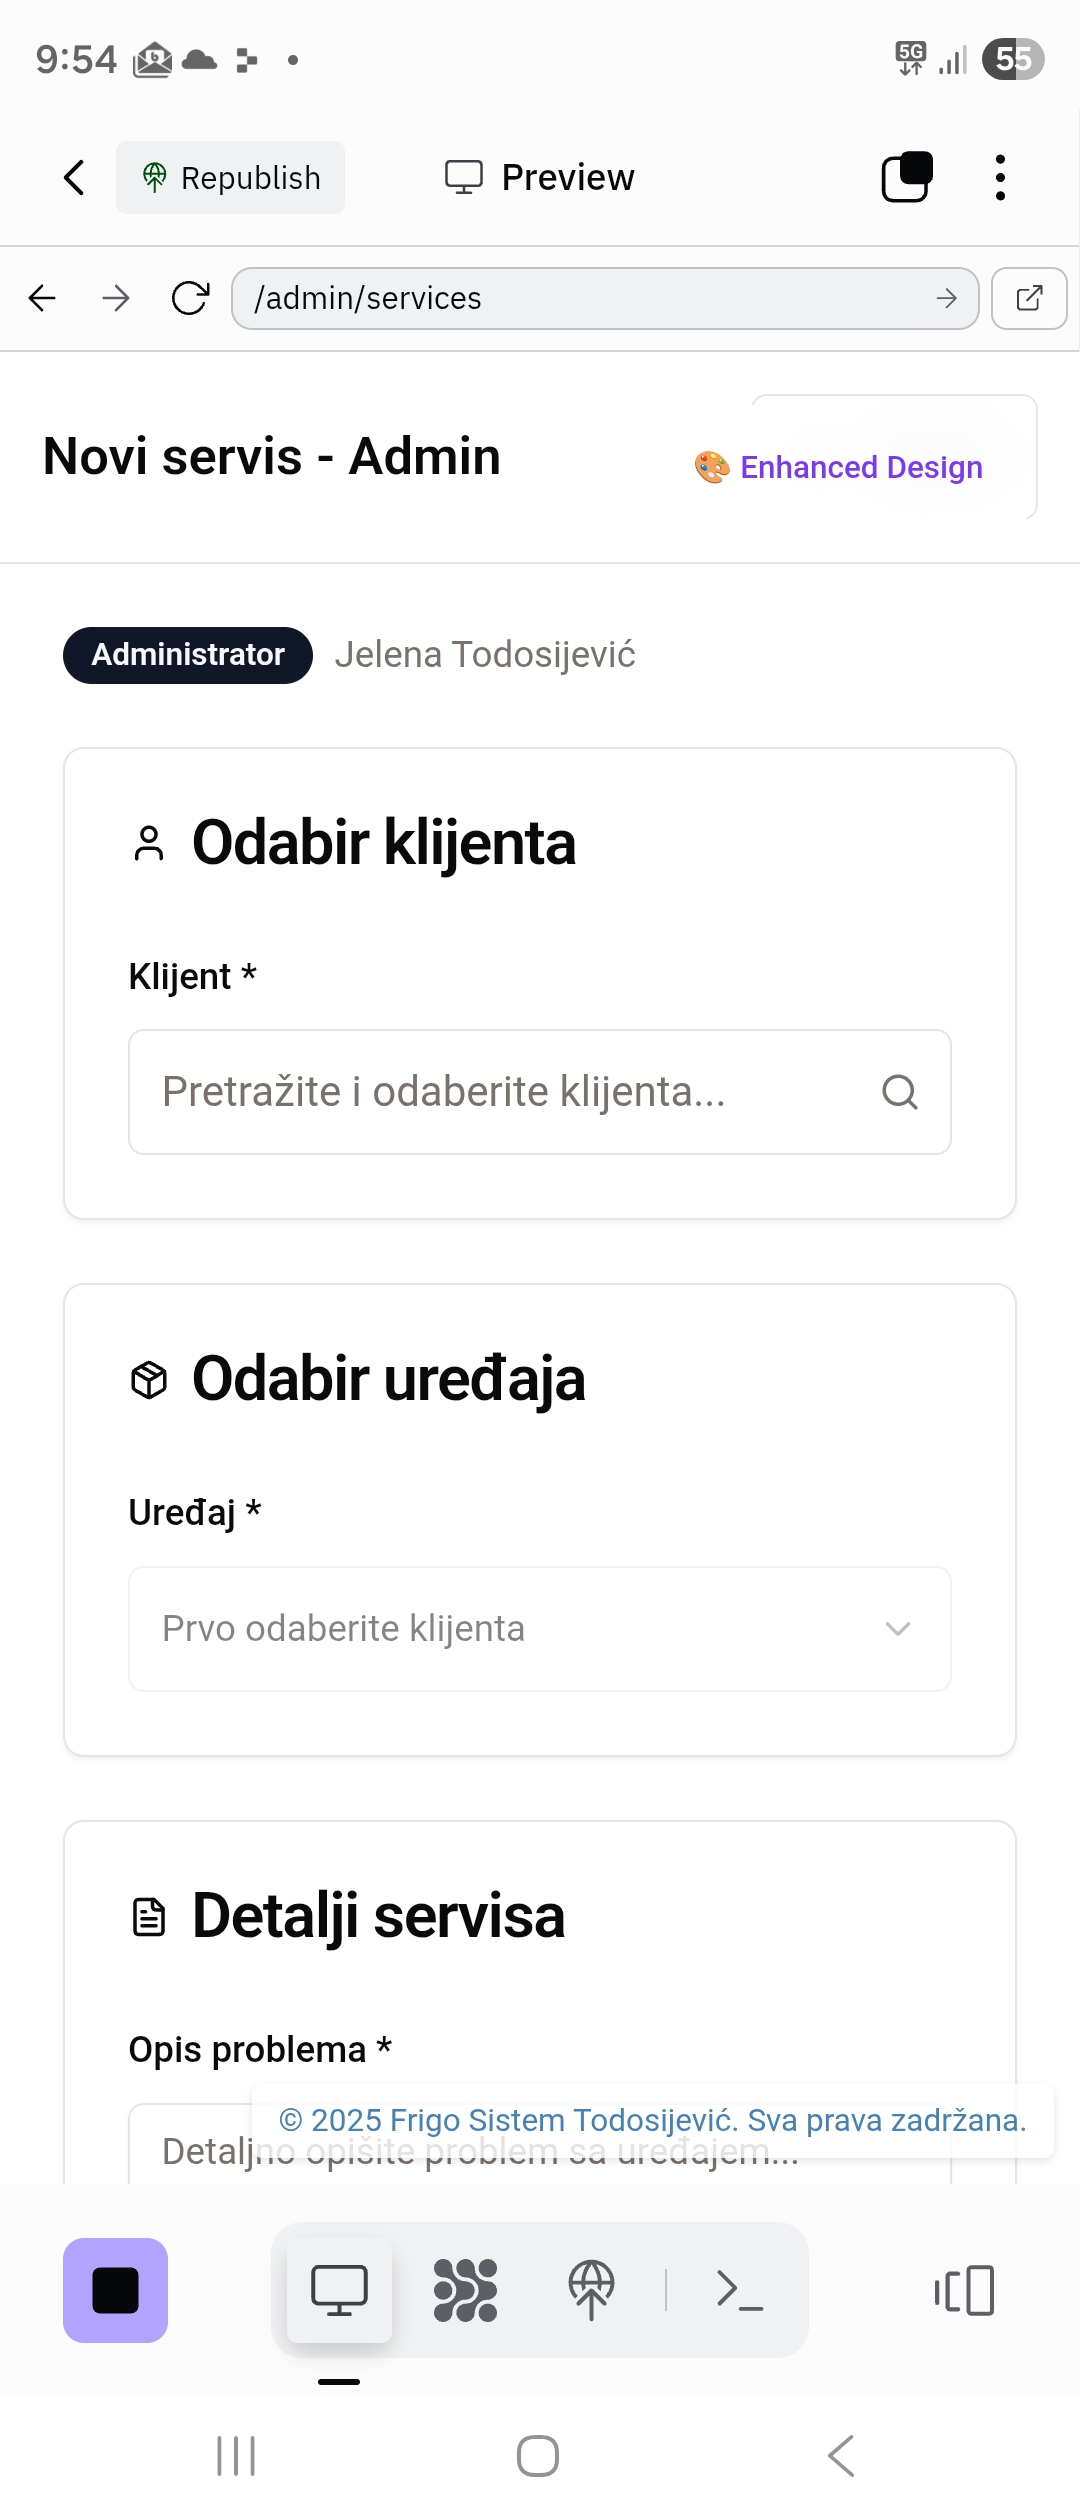 9:54
5G
55
Republish
Preview
/admin/services
Novi servis - Admin
🎨 Enhanced Design
Administrator
Jelena Todosijević
Odabir klijenta
Klijent *
Pretražite i odaberite klijenta...
Odabir uređaja
Uređaj *
Prvo odaberite klijenta
Detalji servisa
Opis problema *
© 2025 Frigo Sistem Todosijević. Sva prava zadržana.
Detaljno opišite problem sa uređajem...